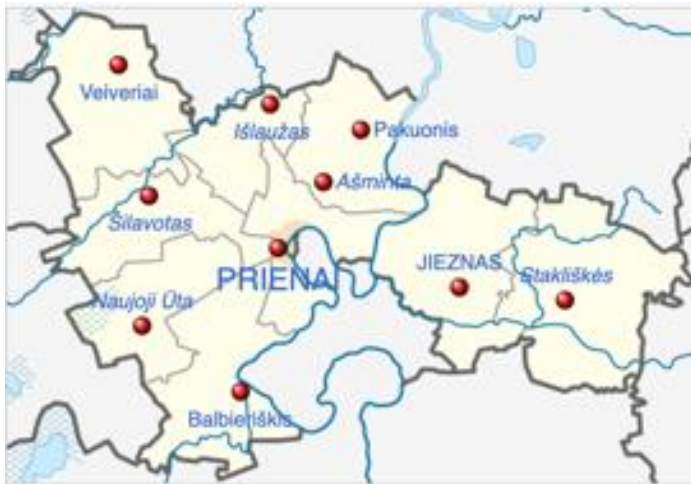 Veiveriai
Išlaužas
Pakuonis
Ašminta
Šilavotas
PRIENAI
JIEZNAS
Stakliškės
Naujoji Ūta
Balbieriškis